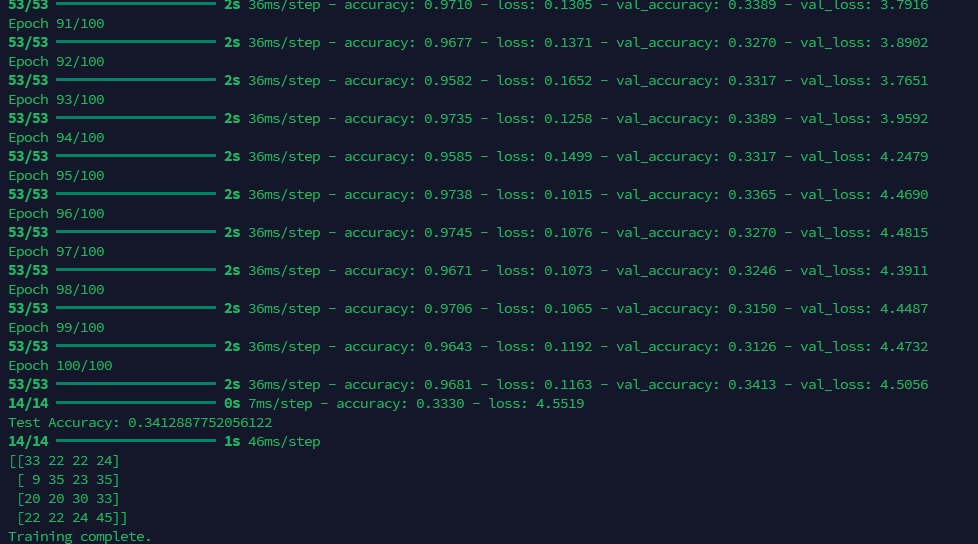 53/53 ━━━━━━━━━━━━━━━━━━━━ 2s 36ms/step - accuracy: 0.9710 - loss: 0.1305 - val_accuracy: 0.3389 - val_loss: 3.7916
Epoch 91/100
53/53 ━━━━━━━━━━━━━━━━━━━━ 2s 36ms/step - accuracy: 0.9677 - loss: 0.1371 - val_accuracy: 0.3270 - val_loss: 3.8902
Epoch 92/100
53/53 ━━━━━━━━━━━━━━━━━━━━ 2s 36ms/step - accuracy: 0.9582 - loss: 0.1652 - val_accuracy: 0.3317 - val_loss: 3.7651
Epoch 93/100
53/53 ━━━━━━━━━━━━━━━━━━━━ 2s 36ms/step - accuracy: 0.9735 - loss: 0.1258 - val_accuracy: 0.3389 - val_loss: 3.9592
Epoch 94/100
53/53 ━━━━━━━━━━━━━━━━━━━━ 2s 36ms/step - accuracy: 0.9585 - loss: 0.1499 - val_accuracy: 0.3317 - val_loss: 4.2479
Epoch 95/100
53/53 ━━━━━━━━━━━━━━━━━━━━ 2s 36ms/step - accuracy: 0.9738 - loss: 0.1015 - val_accuracy: 0.3365 - val_loss: 4.4690
Epoch 96/100
53/53 ━━━━━━━━━━━━━━━━━━━━ 2s 36ms/step - accuracy: 0.9745 - loss: 0.1076 - val_accuracy: 0.3270 - val_loss: 4.4815
Epoch 97/100
53/53 ━━━━━━━━━━━━━━━━━━━━ 2s 36ms/step - accuracy: 0.9671 - loss: 0.1073 - val_accuracy: 0.3246 - val_loss: 4.3911
Epoch 98/100
53/53 ━━━━━━━━━━━━━━━━━━━━ 2s 36ms/step - accuracy: 0.9706 - loss: 0.1065 - val_accuracy: 0.3150 - val_loss: 4.4487
Epoch 99/100
53/53 ━━━━━━━━━━━━━━━━━━━━ 2s 36ms/step - accuracy: 0.9643 - loss: 0.1192 - val_accuracy: 0.3126 - val_loss: 4.4732
Epoch 100/100
53/53 ━━━━━━━━━━━━━━━━━━━━ 2s 36ms/step - accuracy: 0.9681 - loss: 0.1163 - val_accuracy: 0.3413 - val_loss: 4.5056
14/14 ━━━━━━━━━━━━━━━━━━━━ 0s 7ms/step - accuracy: 0.3330 - loss: 4.5519
Test Accuracy: 0.3412887752056122
14/14 ━━━━━━━━━━━━━━━━━━━━ 1s 46ms/step
[[33 22 22 24]
 [ 9 35 23 35]
 [20 20 30 33]
 [22 22 24 45]]
Training complete.